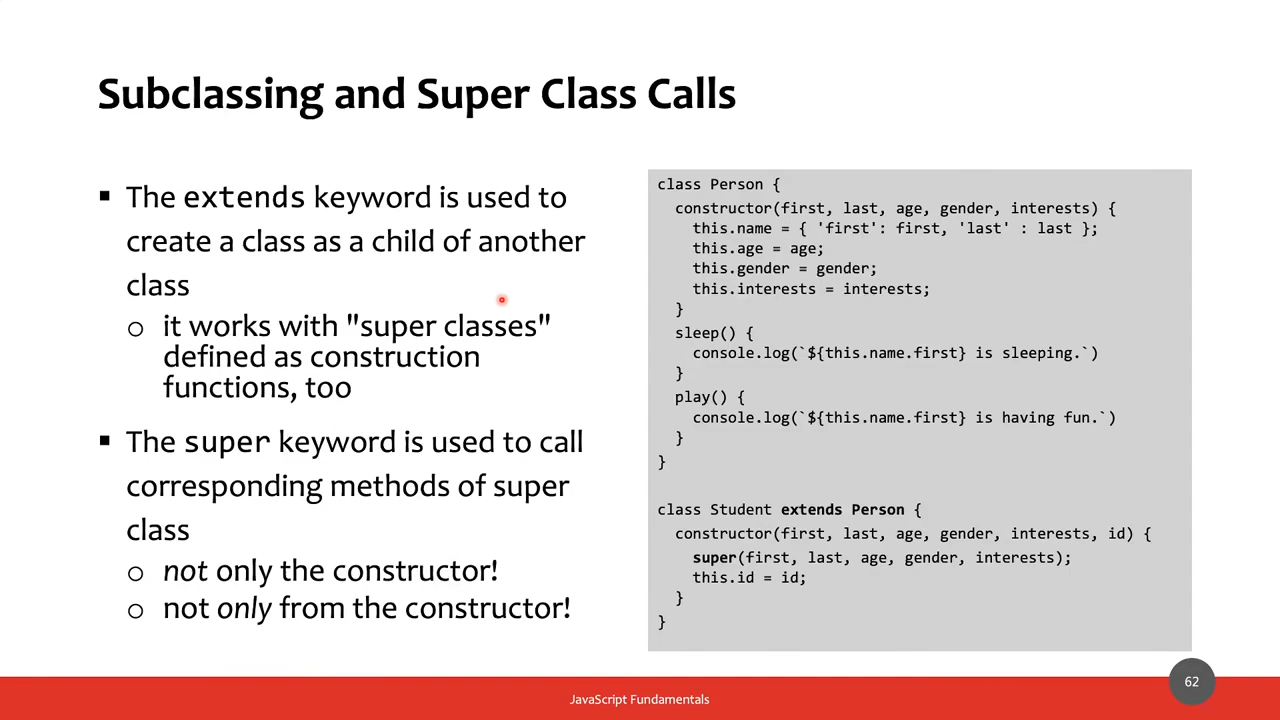 Subclassing and Super Class Calls
▪ The extends keyword is used to
create a class as a child of another
class
o it works with "super classes"
defined as construction
functions, too
▪ The super keyword is used to call
corresponding methods of super
class
o not only the constructor!
o not only from the constructor!
class Person {
constructor(first, last, age, gender, interests) {
this.name = { 'first': first, 'last' : last };
this.age = age;
this.gender = gender;
this.interests = interests;
}
sleep() {
console.log(`${this.name.first} is sleeping.`)
}
play() {
console.log(`${this.name.first} is having fun.`)
}
}
class Student extends Person {
constructor(first, last, age, gender, interests, id) {
super(first, last, age, gender, interests);
this.id = id;
}
}
JavaScript Fundamentals
62